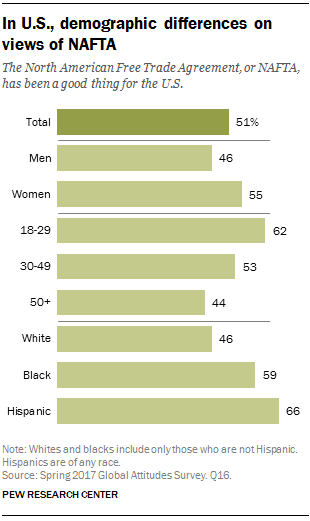 In U.S., demographic differences on
views of NAFTA
The North American Free Trade Agreement, or NAFTA,
has been a good thing for the U.S.
Total 51%
Men 46
Women 55
18-29 62
30-49 53
50+ 44
White 46
Black 59
Hispanic 66
Note: Whites and blacks include only those who are not Hispanic.
Hispanics are of any race.
Source: Spring 2017 Global Attitudes Survey. Q16.
PEW RESEARCH CENTER